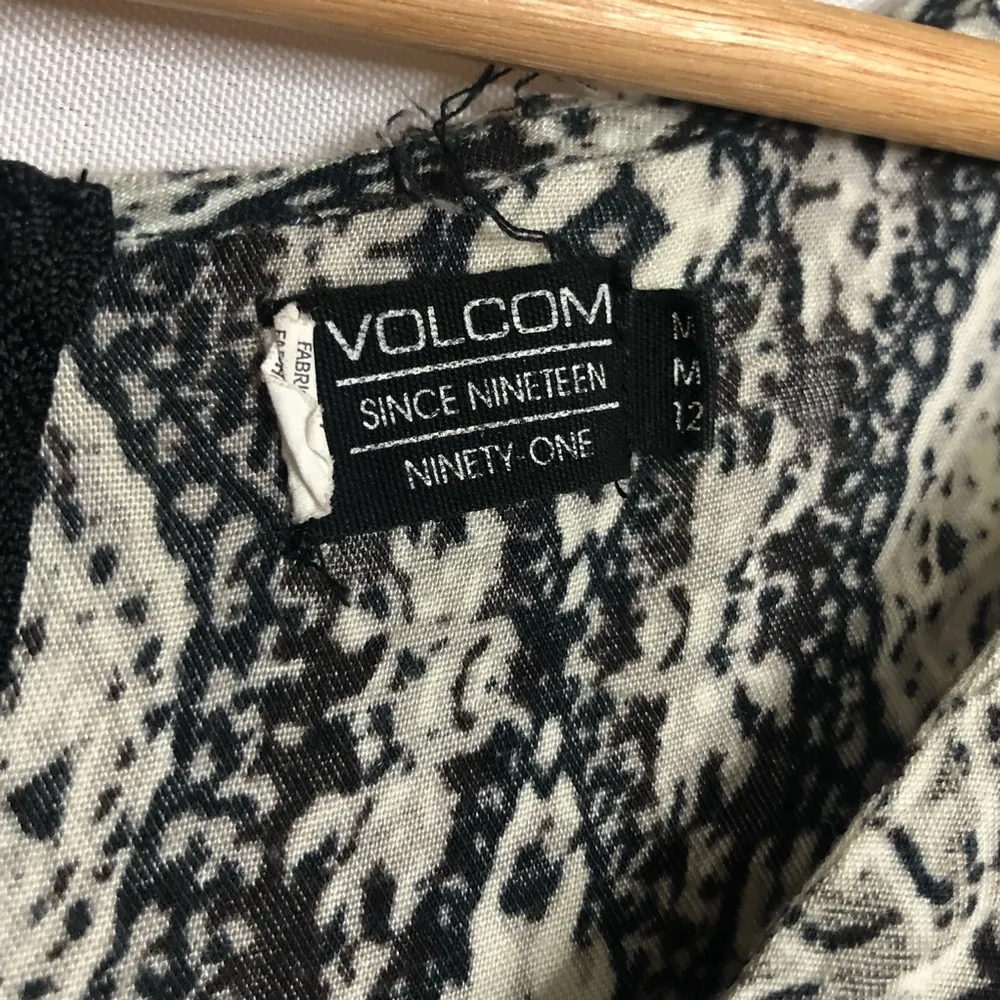 VOLCOM
SINCE NINETEEN
NINETY-ONE
M
M
12